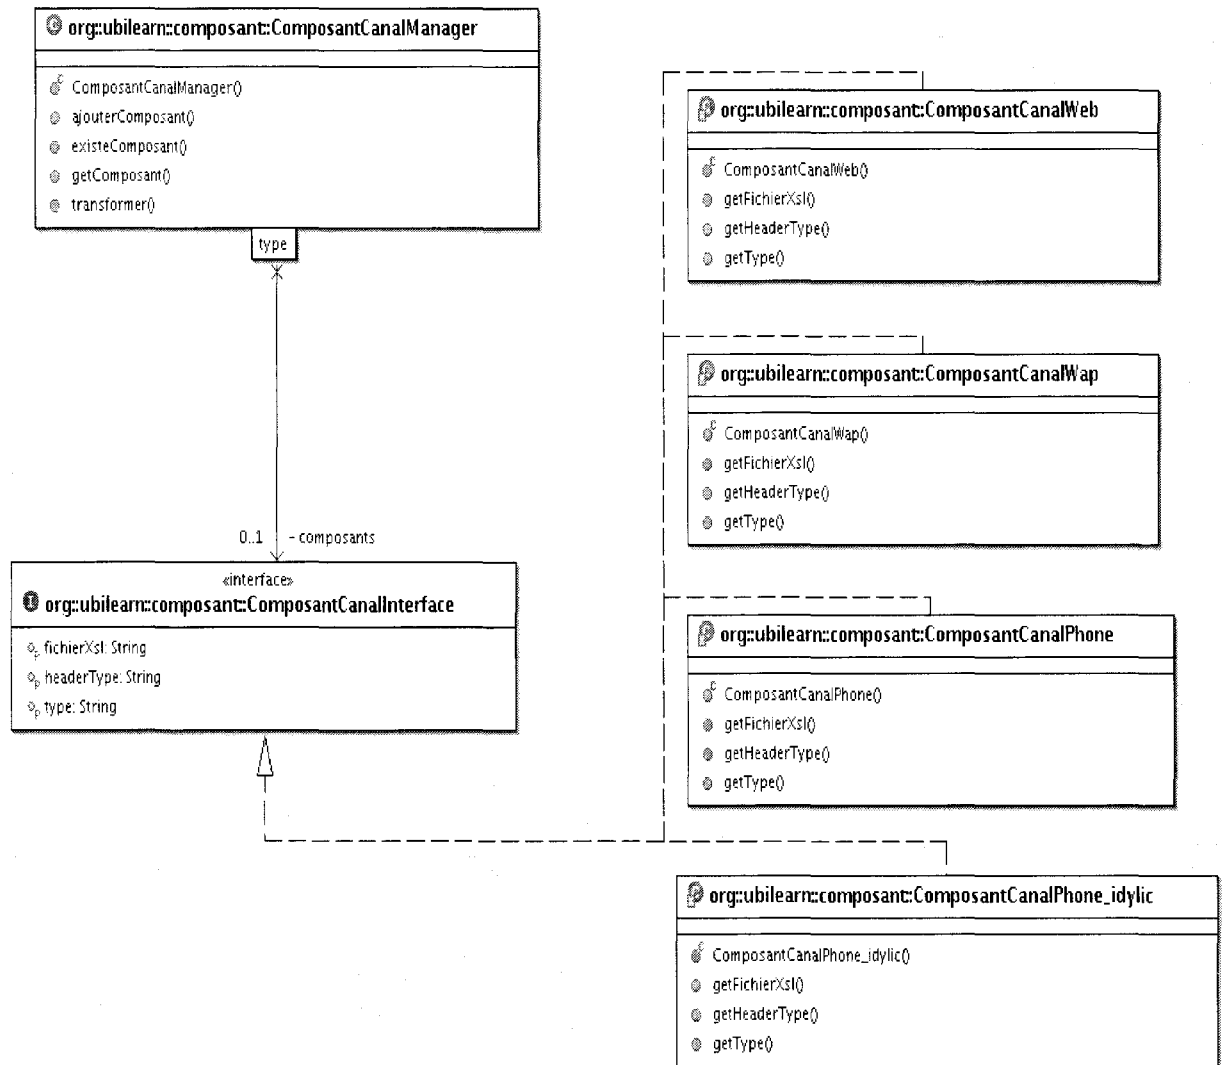 org::ubilearn::composant::ComposantCanalManager
ComposantCanalManager()
ajouterComposant()
existeComposant()
getComposant()
transformer()
type
0..1 - composants
«interface»
org::ubilearn::composant::ComposantCanalInterface
fichierXsl: String
headerType: String
type: String
org::ubilearn::composant::ComposantCanalWeb
ComposantCanalWeb()
getFichierXsl()
getHeaderType()
getType()
org::ubilearn::composant::ComposantCanalWap
ComposantCanalWap()
getFichierXsl()
getHeaderType()
getType()
org::ubilearn::composant::ComposantCanalPhone
ComposantCanalPhone()
getFichierXsl()
getHeaderType()
getType()
org::ubilearn::composant::ComposantCanalPhone_idylic
ComposantCanalPhone_idylic()
getFichierXsl()
getHeaderType()
getType()